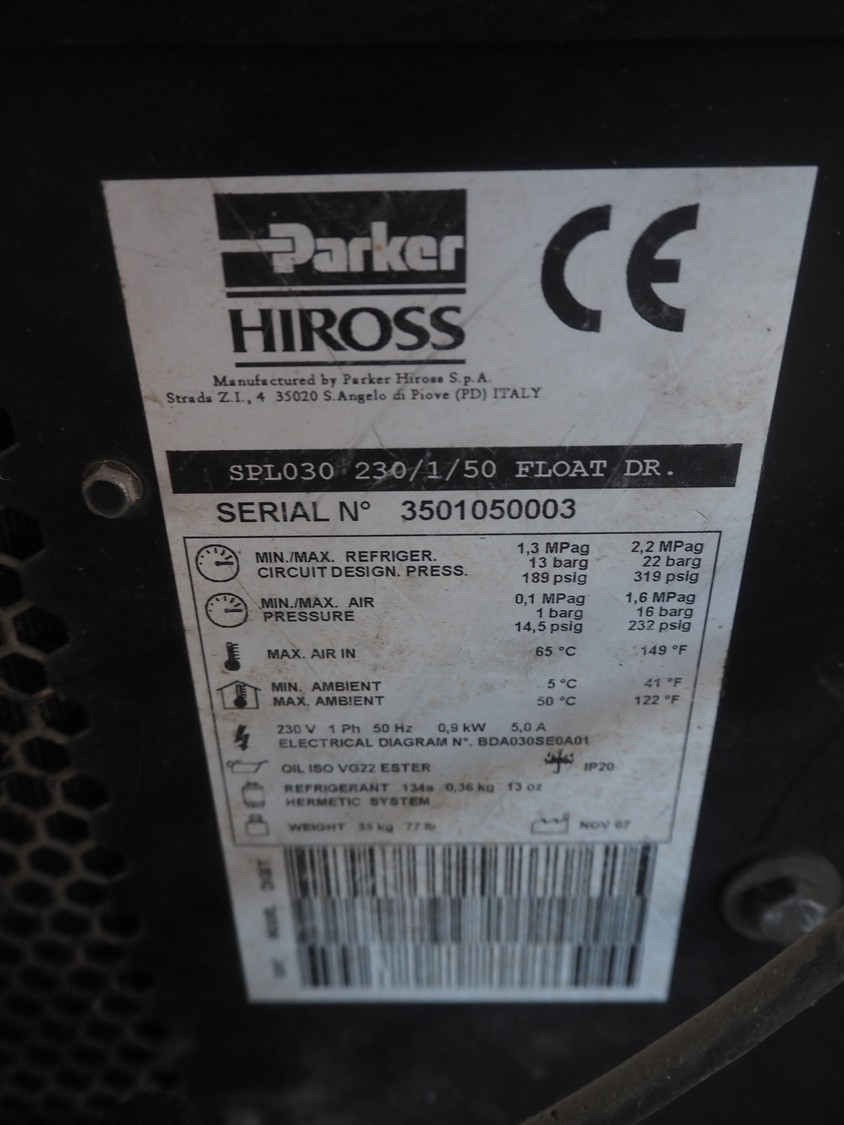 Parker
HIROSS
CE
Manufactured by Parker Hiross S.p.A.
Strada Z.I., 4 35020 S.Angelo di Piove (PD) ITALY
SPL030 230/1/50 FLOAT DR.
SERIAL N° 3501050003
MIN./MAX. REFRIGER. 1,3 MPag 2,2 MPag
CIRCUIT DESIGN. PRESS. 13 barg 22 barg
189 psig 319 psig
MIN./MAX. AIR 0,1 MPag 1,6 MPag
PRESSURE 1 barg 16 barg
14,5 psig 232 psig
MAX. AIR IN 65 °C 149 °F
MIN. AMBIENT 5 °C 41 °F
MAX. AMBIENT 50 °C 122 °F
230 V 1 Ph 50 Hz 0,9 kW 5,0 A
ELECTRICAL DIAGRAM N°. BDA030SE0A01
OIL ISO VG22 ESTER IP20
REFRIGERANT 134a 0,36 kg 13 oz
HERMETIC SYSTEM
WEIGHT 35 kg 77 lb NOV 07